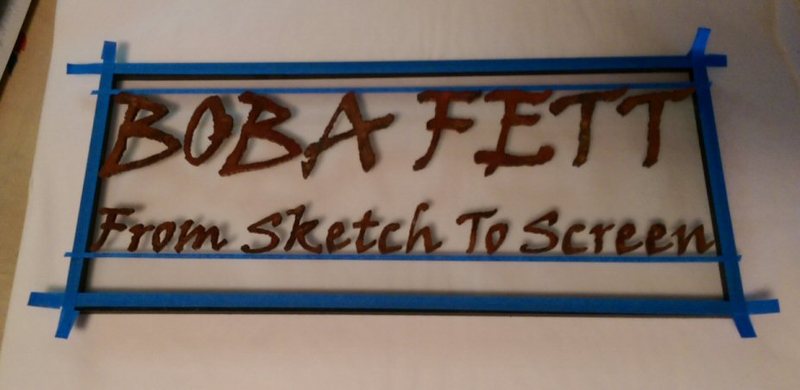 BOBA FETT
From Sketch To Screen